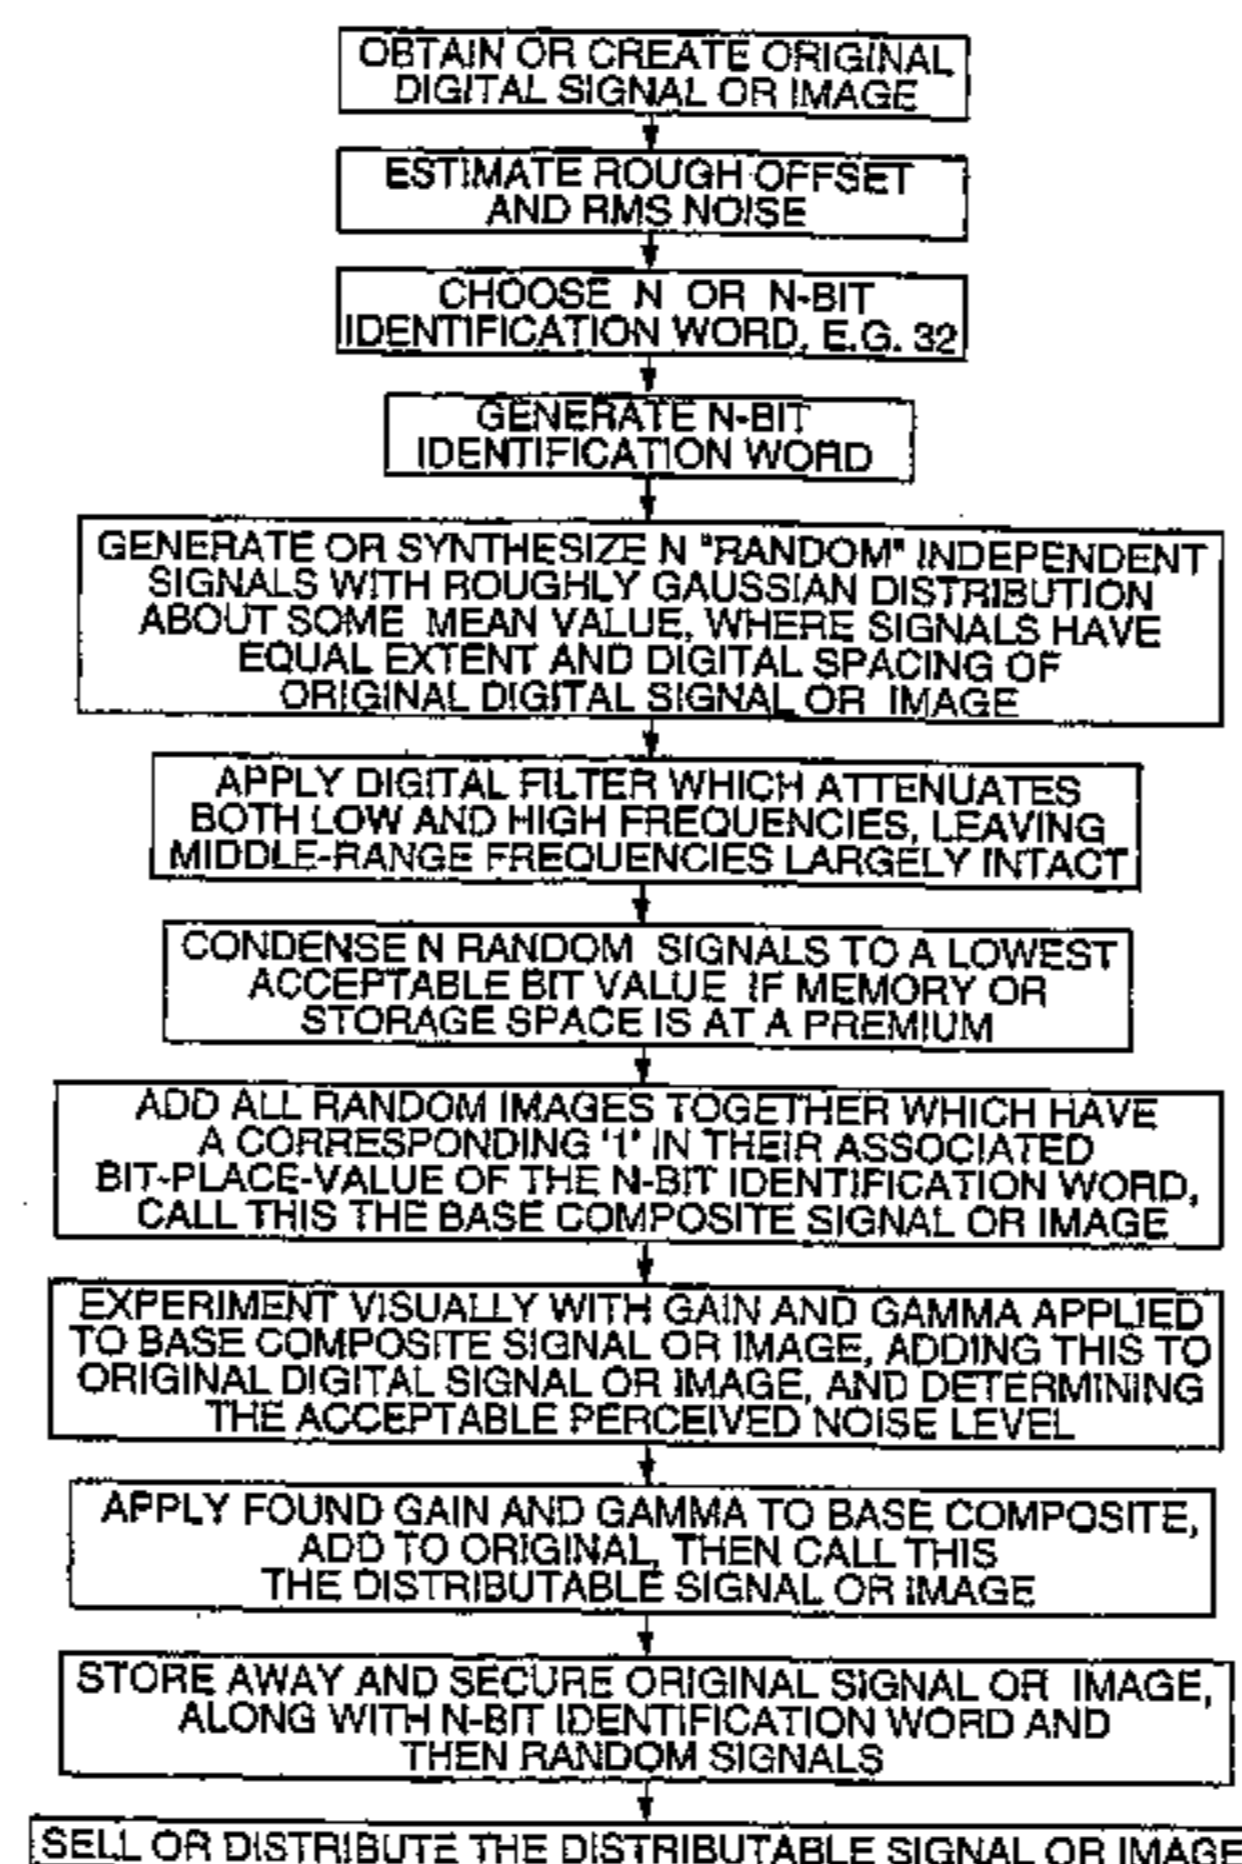 OBTAIN OR CREATE ORIGINAL
DIGITAL SIGNAL OR IMAGE
ESTIMATE ROUGH OFFSET
AND RMS NOISE
CHOOSE N OR N-BIT
IDENTIFICATION WORD, E.G. 32
GENERATE N-BIT
IDENTIFICATION WORD
GENERATE OR SYNTHESIZE N "RANDOM" INDEPENDENT
SIGNALS WITH ROUGHLY GAUSSIAN DISTRIBUTION
ABOUT SOME MEAN VALUE, WHERE SIGNALS HAVE
EQUAL EXTENT AND DIGITAL SPACING OF
ORIGINAL DIGITAL SIGNAL OR IMAGE
APPLY DIGITAL FILTER WHICH ATTENUATES
BOTH LOW AND HIGH FREQUENCIES, LEAVING
MIDDLE-RANGE FREQUENCIES LARGELY INTACT
CONDENSE N RANDOM SIGNALS TO A LOWEST
ACCEPTABLE BIT VALUE IF MEMORY OR
STORAGE SPACE IS AT A PREMIUM
ADD ALL RANDOM IMAGES TOGETHER WHICH HAVE
A CORRESPONDING '1' IN THEIR ASSOCIATED
BIT-PLACE-VALUE OF THE N-BIT IDENTIFICATION WORD,
CALL THIS THE BASE COMPOSITE SIGNAL OR IMAGE
EXPERIMENT VISUALLY WITH GAIN AND GAMMA APPLIED
TO BASE COMPOSITE SIGNAL OR IMAGE, ADDING THIS TO
ORIGINAL DIGITAL SIGNAL OR IMAGE, AND DETERMINING
THE ACCEPTABLE PERCEIVED NOISE LEVEL
APPLY FOUND GAIN AND GAMMA TO BASE COMPOSITE,
ADD TO ORIGINAL, THEN CALL THIS
THE DISTRIBUTABLE SIGNAL OR IMAGE
STORE AWAY AND SECURE ORIGINAL SIGNAL OR IMAGE,
ALONG WITH N-BIT IDENTIFICATION WORD AND
THEN RANDOM SIGNALS
SELL OR DISTRIBUTE THE DISTRIBUTABLE SIGNAL OR IMAGE